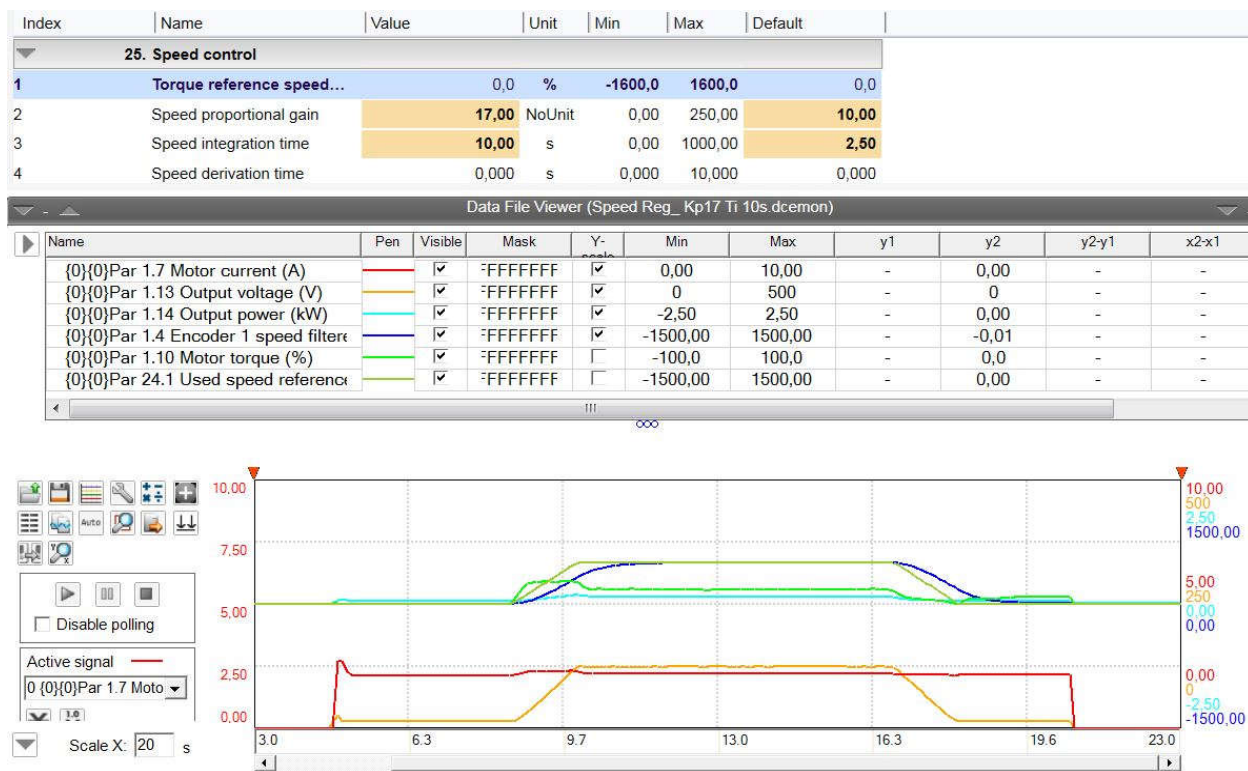 Index Name Value Unit Min Max Default
25. Speed control
1 Torque reference speed... 0,0 % -1600,0 1600,0 0,0
2 Speed proportional gain 17,00 NoUnit 0,00 250,00 10,00
3 Speed integration time 10,00 s 0,00 1000,00 2,50
4 Speed derivation time 0,000 s 0,000 10,000 0,000
Data File Viewer (Speed Reg_ Kp17 Ti 10s.dcemon)
Name Pen Visible Mask Y- Min Max y1 y2 y2-y1 x2-x1
{0}{0}Par 1.7 Motor current (A) FFFFFFF 0,00 10,00 - 0,00 - -
{0}{0}Par 1.13 Output voltage (V) FFFFFFF 0 500 - 0 - -
{0}{0}Par 1.14 Output power (kW) FFFFFFF -2,50 2,50 - 0,00 - -
{0}{0}Par 1.4 Encoder 1 speed filter FFFFFFF -1500,00 1500,00 - -0,01 - -
{0}{0}Par 1.10 Motor torque (%) FFFFFFF -100,0 100,0 - 0,0 - -
{0}{0}Par 24.1 Used speed reference FFFFFFF -1500,00 1500,00 - 0,00 - -
10,00 10,00
500
2,50
1500,00
Auto
7,50
5,00 5,00
250
0,00
0,00
Disable polling
Active signal
0 {0}{0}Par 1.7 Moto
2,50 0,00
0
-2,50
0,00 -1500,00
Scale X: 20 s
3.0 6.3 9.7 13.0 16.3 19.6 23.0